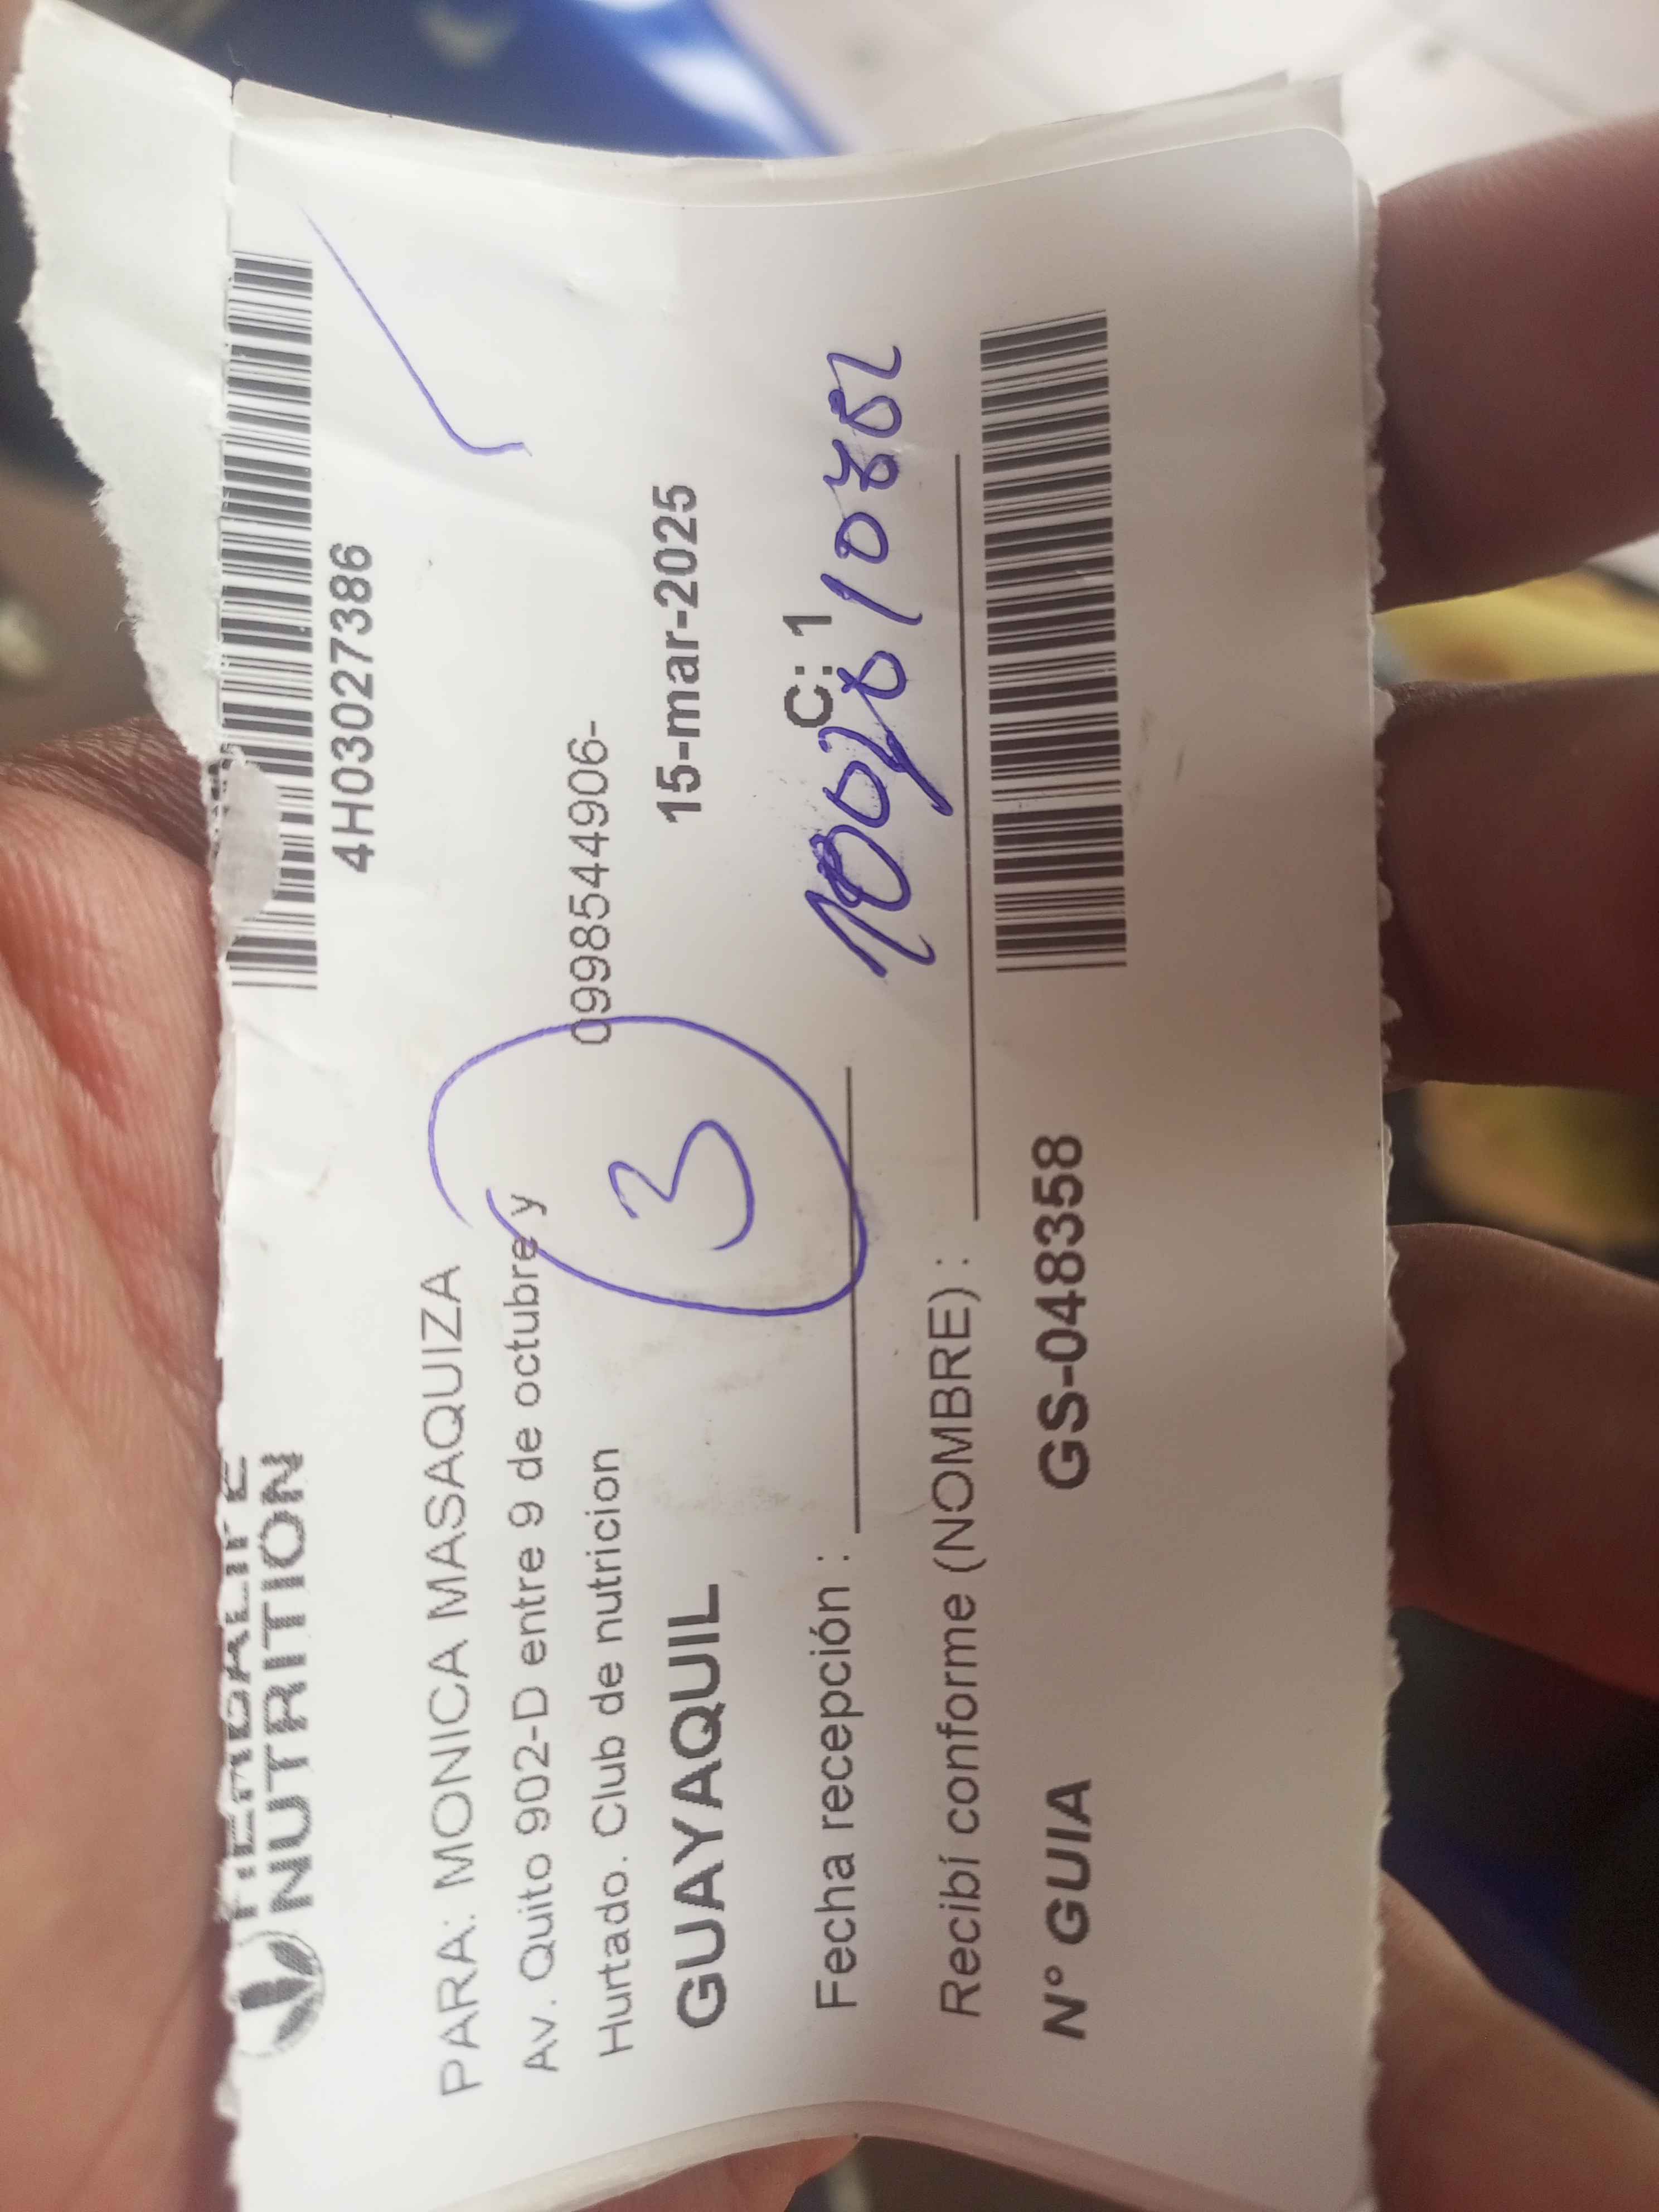 HERBALIFE
NUTRITION
4H03027386
PARA: MONICA MASAQUIZA
Av. Quito 902-D entre 9 de octubre y
Hurtado. Club de nutricion
0998544906-
3
GUAYAQUIL
15-mar-2025
C: 1
Fecha recepción :
Recibí conforme (NOMBRE) :
N° GUIA
GS-048358